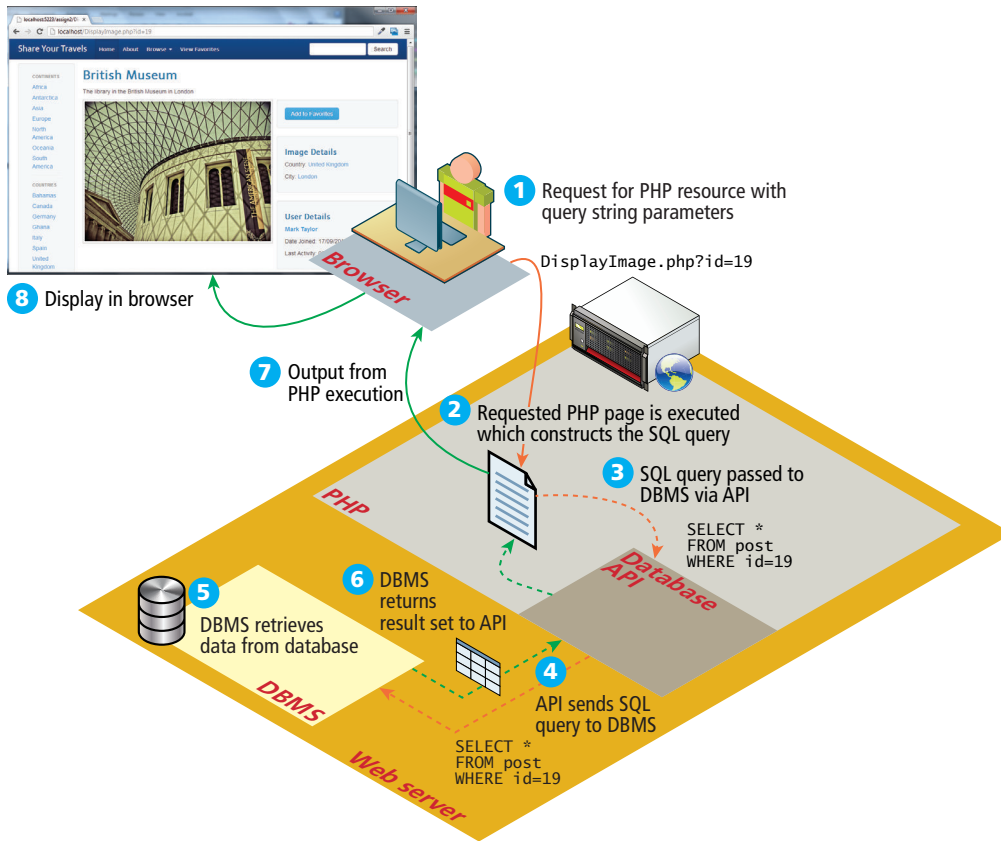 localhost:5223/assign2/Di
localhost/DisplayImage.php?id=19
Share Your Travels Home About Browse View Favorites Search
CONTINENTS
Africa
Antarctica
Asia
Europe
North
America
Oceania
South
America
COUNTRIES
Bahamas
Canada
Germany
Ghana
Italy
Spain
United
Kingdom
British Museum
The library in the British Museum in London
Add to Favorites
Image Details
Country: United Kingdom
City: London
User Details
Mark Taylor
Date Joined: 17/09/20
Last Activity:
1 Request for PHP resource with
query string parameters
DisplayImage.php?id=19
Browser
8 Display in browser
7 Output from
PHP execution
2 Requested PHP page is executed
which constructs the SQL query
3 SQL query passed to
DBMS via API
SELECT *
FROM post
WHERE id=19
PHP
Database
API
6 DBMS
returns
result set to API
5
DBMS retrieves
data from database
4
API sends SQL
query to DBMS
DBMS
SELECT *
FROM post
WHERE id=19
Web server